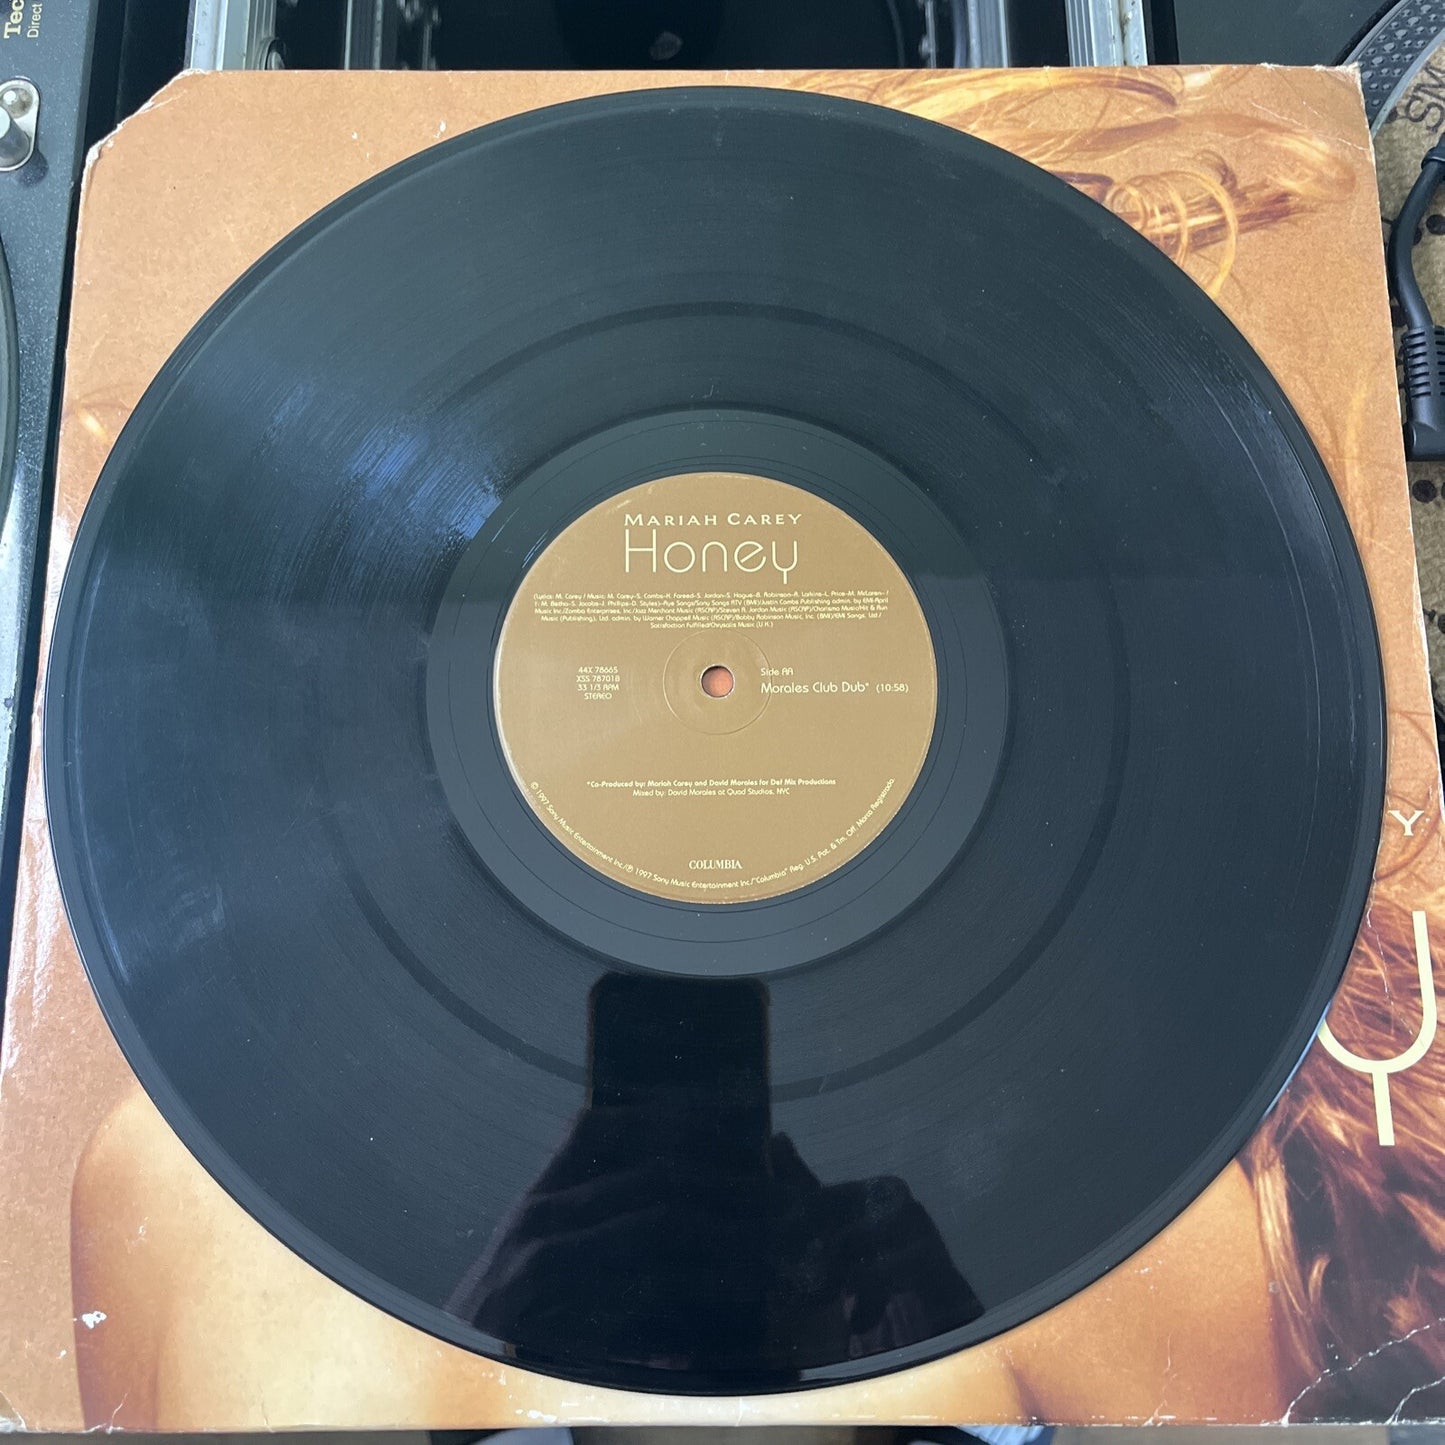 Tec
Direct
SM
MARIAH CAREY
Honey
(Lyrics: M. Carey / Music: M. Carey-S. Combs-K. Fareed-S. Jordan-S. Hague-B. Robinson-R. Larkins-L. Price-M. McLaren-/
T. M. Bezha-S. Jacobs-J. Phillips-D. Styles)-Rye Songs/Sony Songs ATV (BMI)/Justin Combs Publishing admin. by EMI-April
Music Inc./Zomba Enterprises, Inc./Jazz Merchant Music (ASCAP)/Steven A. Jordan Music (ASCAP)/Charisma Music/Hit & Run
Music (Publishing), Ltd. admin. by Warner Chappell Music (ASCAP)/Bobby Robinson Music, Inc. (BMI)/EMI Songs, Ltd./
Satisfaction Fulfilled/Chrysalis Music (U.K.)
44X 78665
XSS 78701B
33 1/3 RPM
STEREO
Side AA
Morales Club Dub* (10:58)
*Co-Produced by: Mariah Carey and David Morales for Def Mix Productions
Mixed by: David Morales at Quad Studios, NYC
COLUMBIA
© 1997 Sony Music Entertainment Inc./℗ 1997 Sony Music Entertainment Inc./"Columbia" Reg. U.S. Pat. & Tm. Off. Marca Registrada.
Y
Y